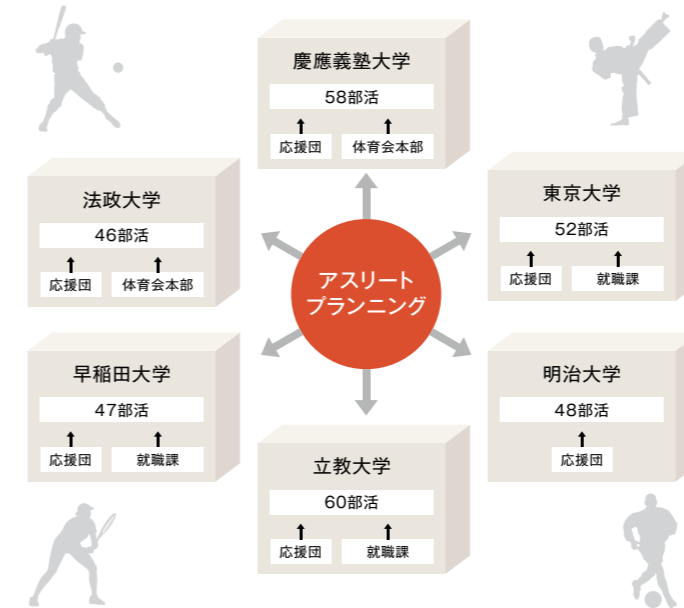 慶應義塾大学
58部活
応援団
体育会本部
法政大学
46部活
応援団
体育会本部
東京大学
52部活
応援団
就職課
アスリート
プランニング
早稲田大学
47部活
応援団
就職課
明治大学
48部活
応援団
立教大学
60部活
応援団
就職課